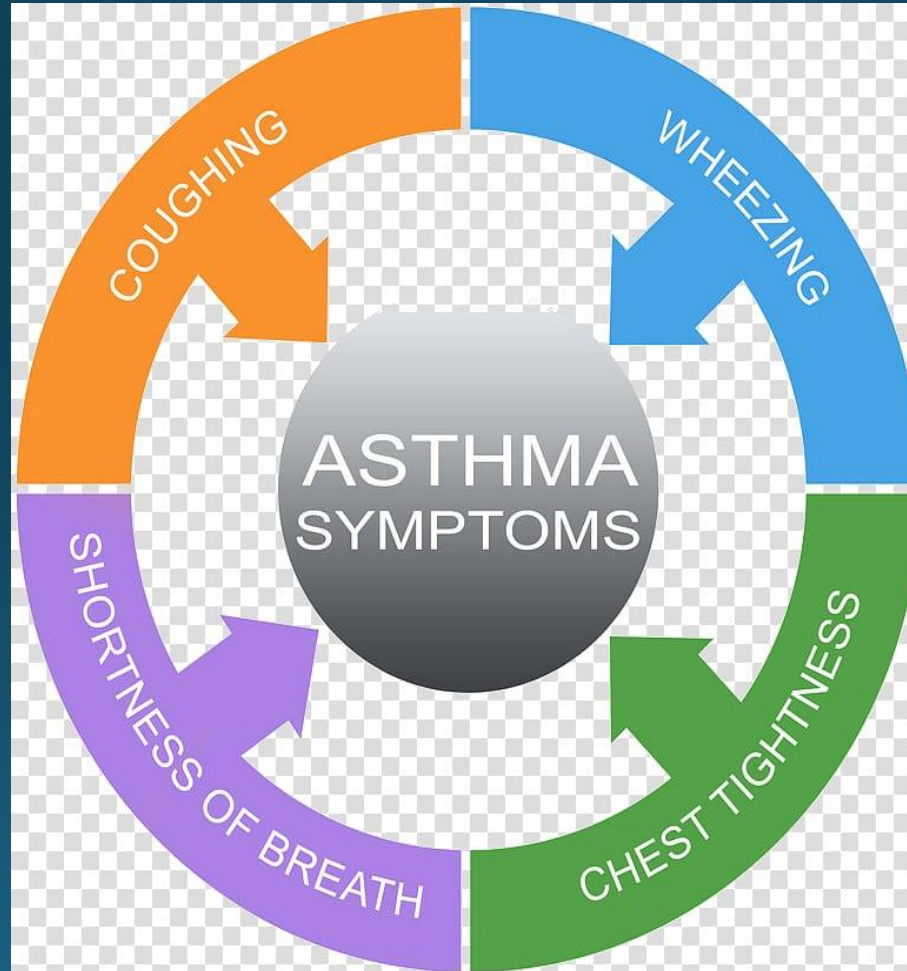 COUGHING
WHEEZING
ASTHMA
SYMPTOMS
SHORTNESS OF BREATH
CHEST TIGHTNESS